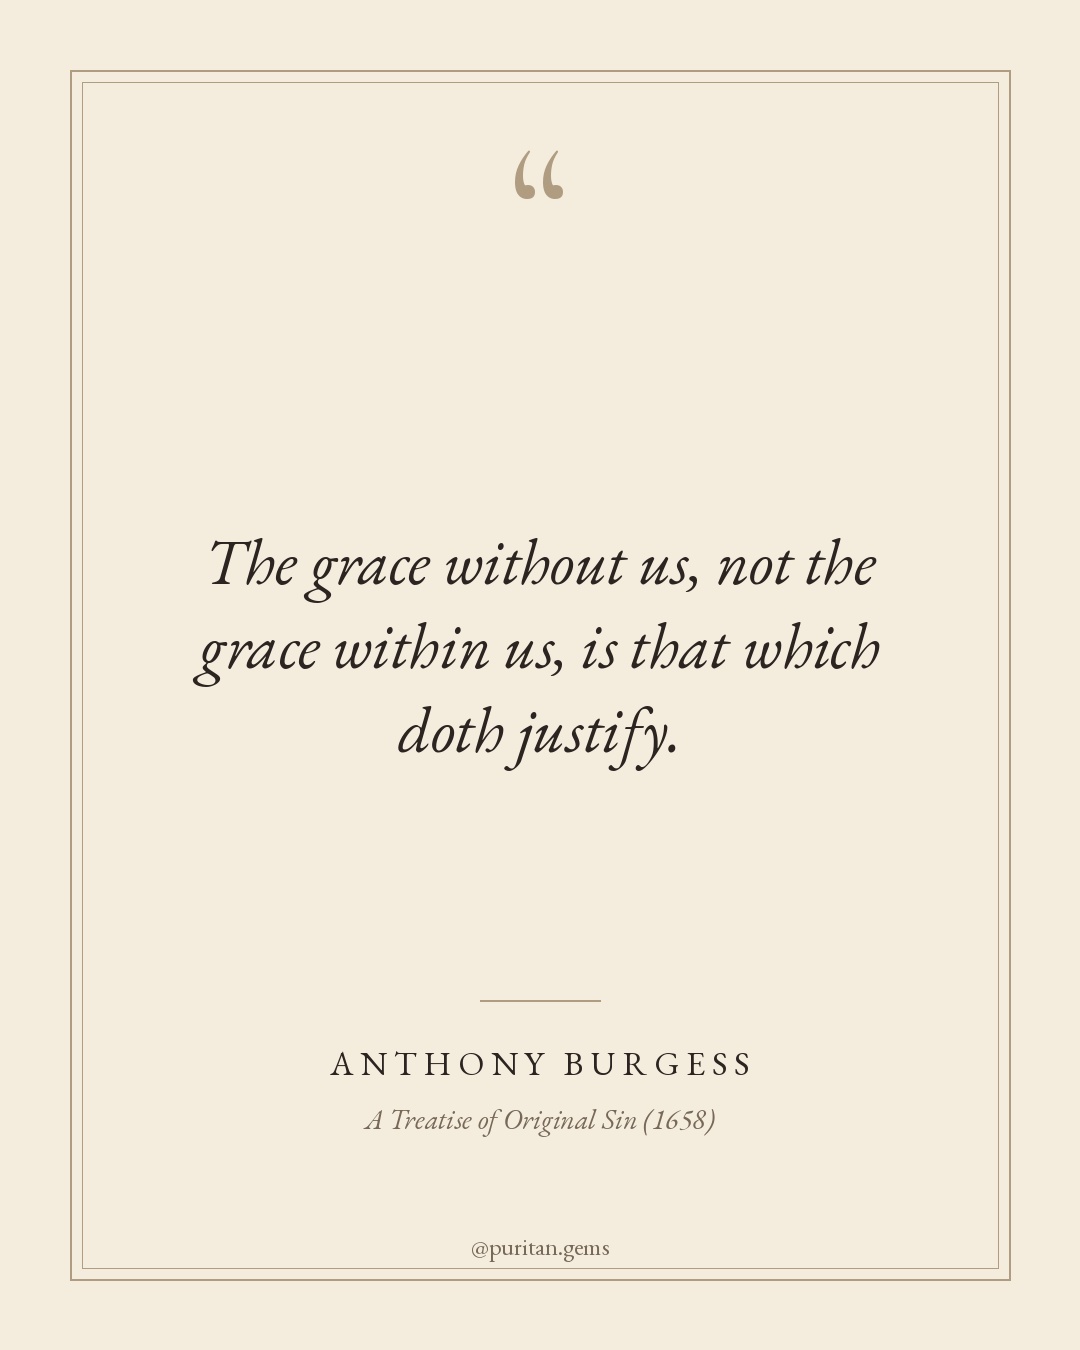 “
The grace without us, not the
grace within us, is that which
doth justify.
ANTHONY BURGESS
A Treatise of Original Sin (1658)
@puritan.gems